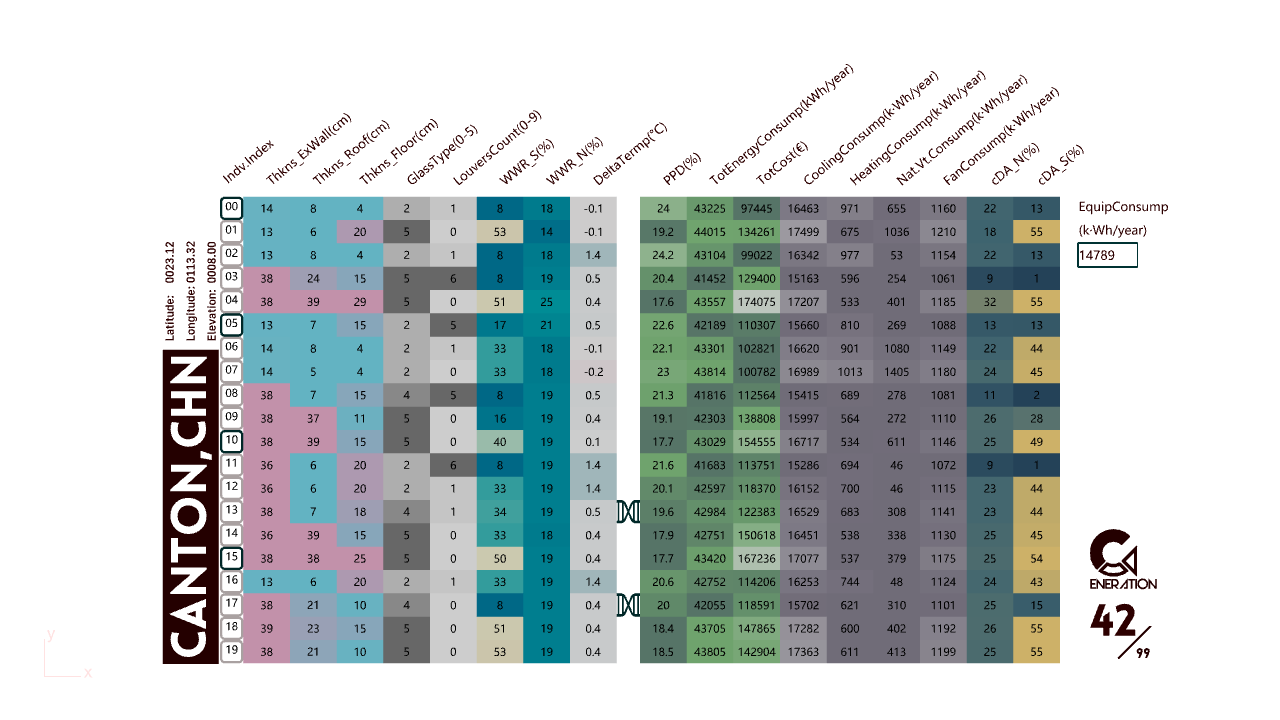 Indv.Index Thkns_ExWall(cm) Thkns_Roof(cm) Thkns_Floor(cm) GlassType(0-5) LouversCount(0-9) WWR_S(%) WWR_N(%) DeltaTermp(°C) PPD(%) TotEnergyConsump(kWh/year) TotCost(€) CoolingConsump(k·Wh/year) HeatingConsump(k·Wh/year) Nat.Vt.Consump(k·Wh/year) FanConsump(k·Wh/year) cDA_N(%) cDA_S(%)
00 14 8 4 2 1 8 18 -0.1 24 43225 97445 16463 971 655 1160 22 13
01 13 6 20 5 0 53 14 -0.1 19.2 44015 134261 17499 675 1036 1210 18 55
02 13 8 4 2 1 8 18 1.4 24.2 43104 99022 16342 977 53 1154 22 13
03 38 24 15 5 6 8 19 0.5 20.4 41452 129400 15163 596 254 1061 9 1
04 38 39 29 5 0 51 25 0.4 17.6 43557 174075 17207 533 401 1185 32 55
05 13 7 15 2 5 17 21 0.5 22.6 42189 110307 15660 810 269 1088 13 13
06 14 8 4 2 1 33 18 -0.1 22.1 43301 102821 16620 901 1080 1149 22 44
07 14 5 4 2 0 33 18 -0.2 23 43814 100782 16989 1013 1405 1180 24 45
08 38 7 15 4 5 8 19 0.5 21.3 41816 112564 15415 689 278 1081 11 2
09 38 37 11 5 0 16 19 0.4 19.1 42303 138808 15997 564 272 1110 26 28
10 38 39 15 5 0 40 19 0.1 17.7 43029 154555 16717 534 611 1146 25 49
11 36 6 20 2 6 8 19 1.4 21.6 41683 113751 15286 694 46 1072 9 1
12 36 6 20 2 1 33 19 1.4 20.1 42597 118370 16152 700 46 1115 23 44
13 38 7 18 4 1 34 19 0.5 19.6 42984 122383 16529 683 308 1141 23 44
14 36 39 15 5 0 33 18 0.4 17.9 42751 150618 16451 538 338 1130 25 45
15 38 38 25 5 0 50 19 0.4 17.7 43420 167236 17077 537 379 1175 25 54
16 13 6 20 2 1 33 19 1.4 20.6 42752 114206 16253 744 48 1124 24 43
17 38 21 10 4 0 8 19 0.4 20 42055 118591 15702 621 310 1101 25 15
18 39 23 15 5 0 51 19 0.4 18.4 43705 147865 17282 600 402 1192 26 55
19 38 21 10 5 0 53 19 0.4 18.5 43805 142904 17363 611 413 1199 25 55
Latitude: 0023.12
Longitude: 0113.32
Elevation: 0008.00
CANTON,CHN
EquipConsump
(k·Wh/year)
14789
GENERATION
42/99
y
x